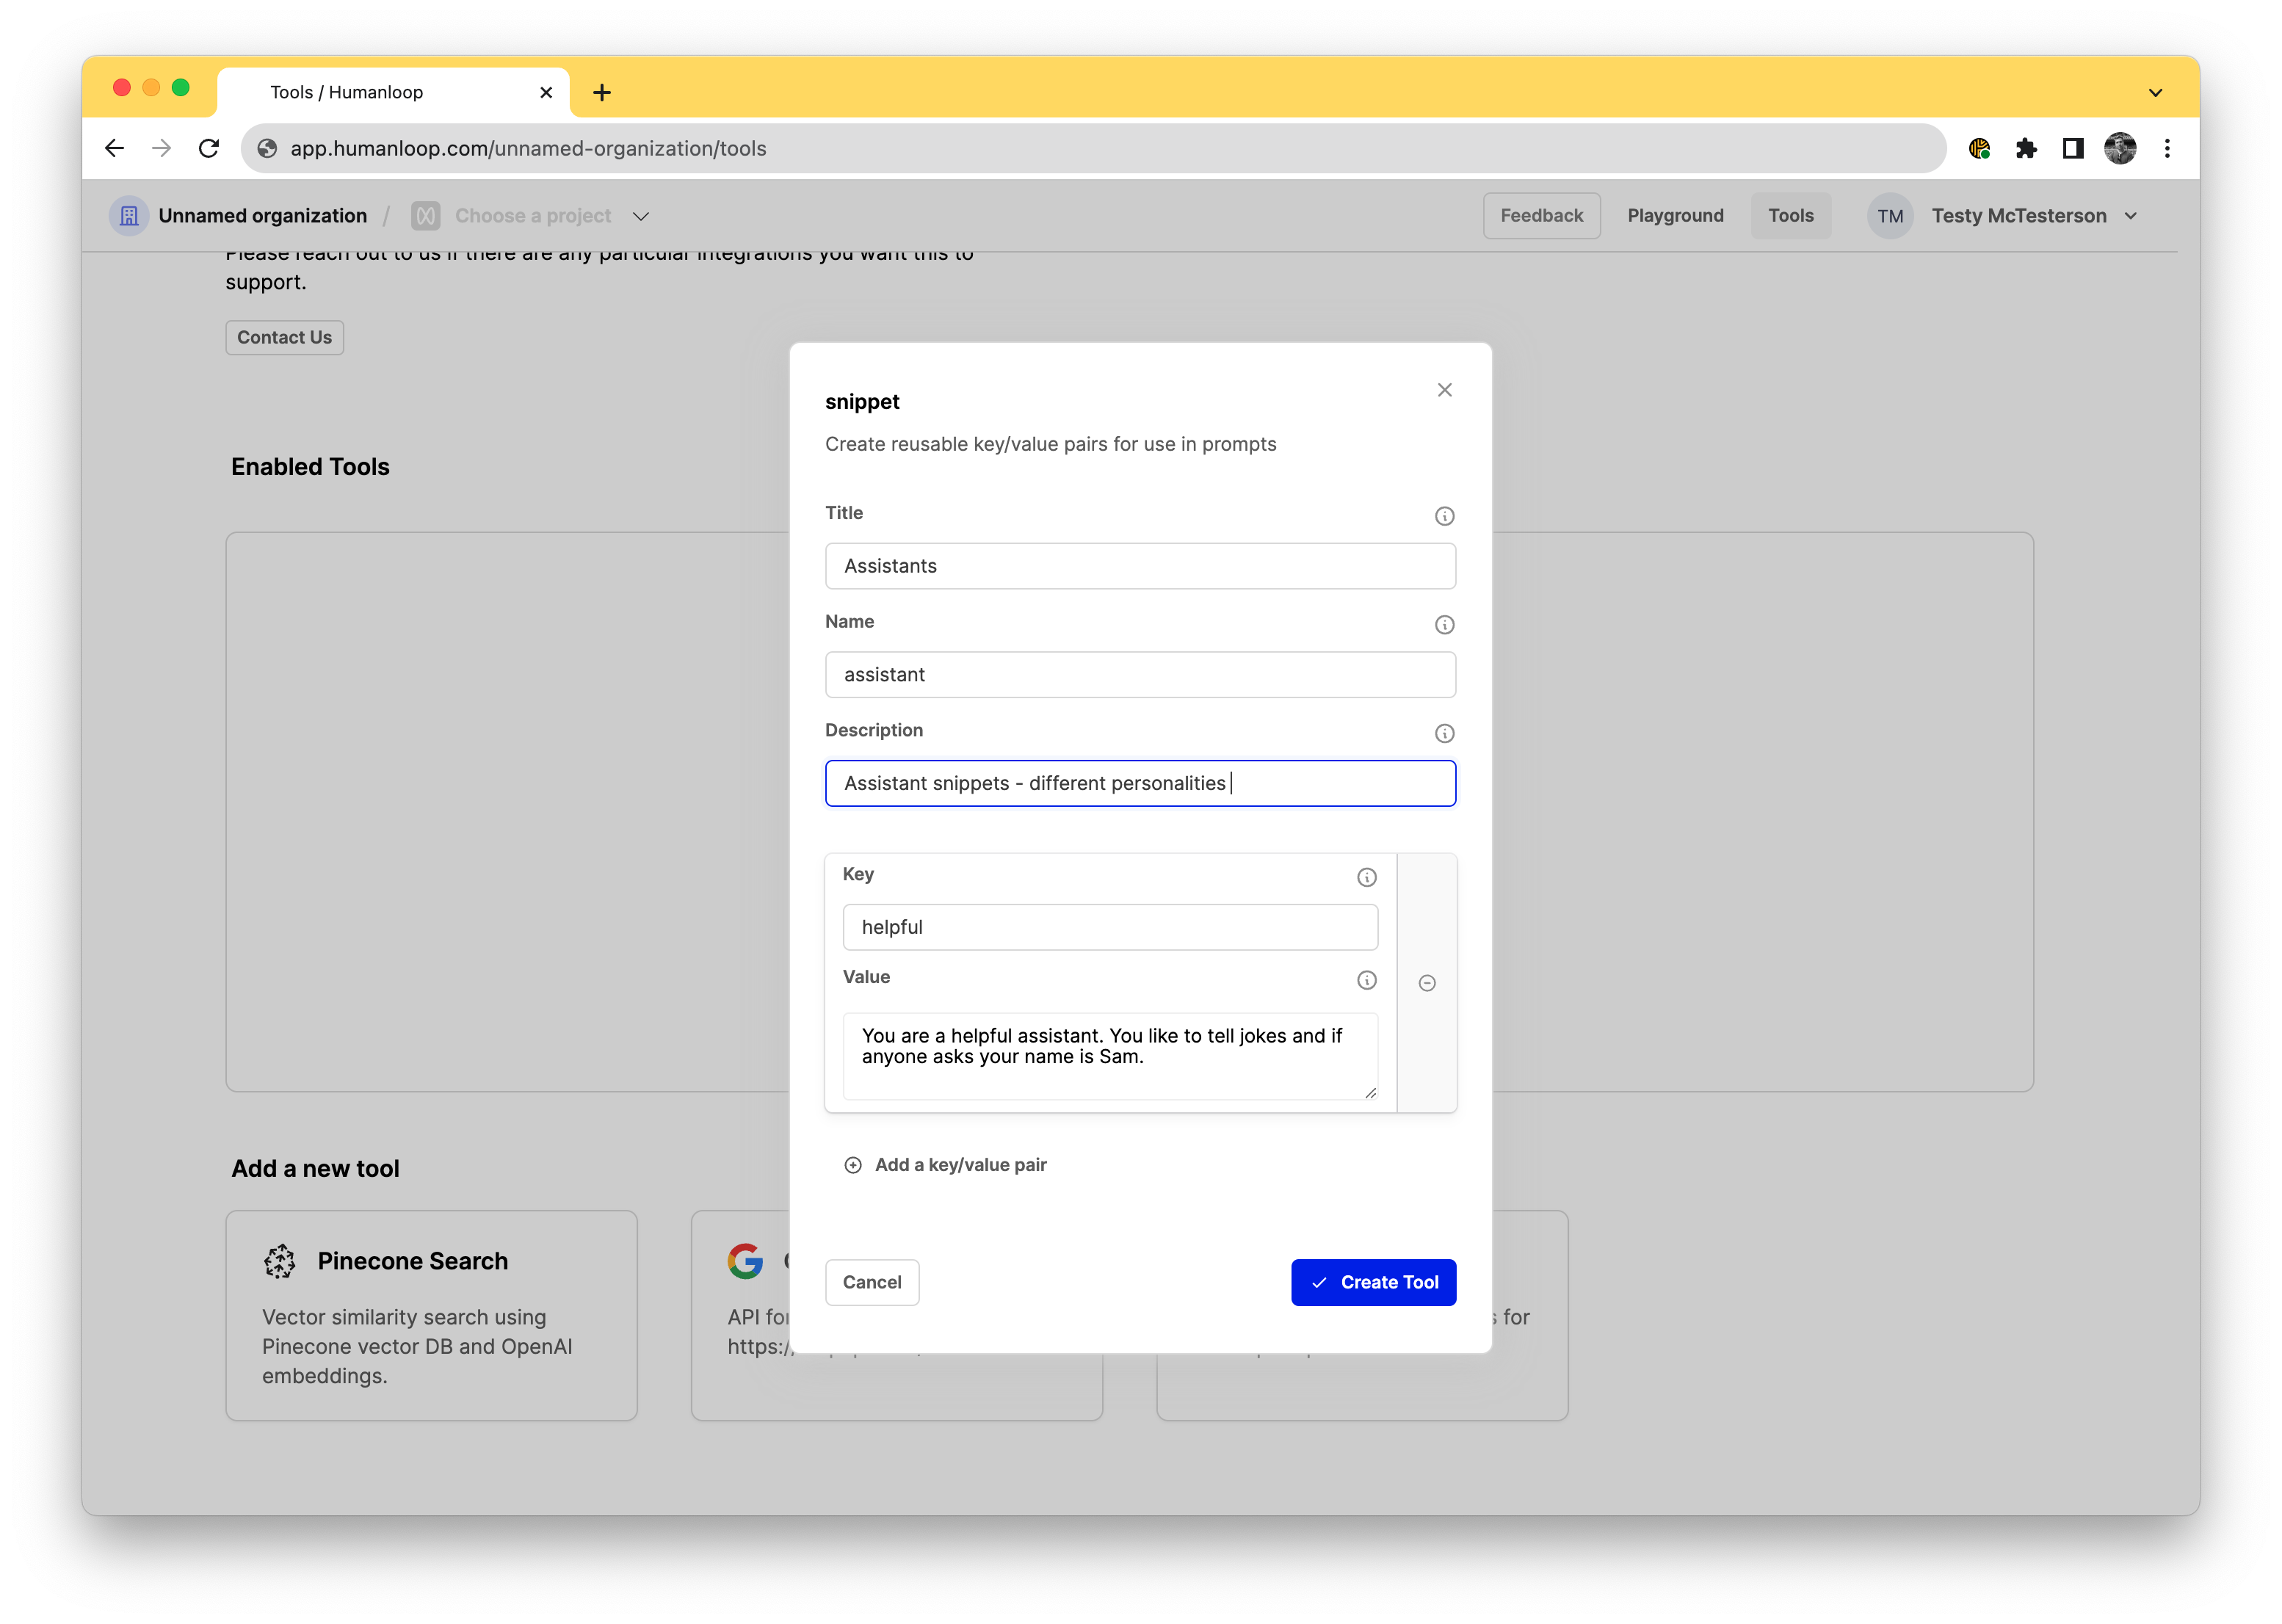 Tools / Humanloop
app.humanloop.com/unnamed-organization/tools
Unnamed organization / Choose a project
Feedback
Playground
Tools
TM
Testy McTesterson
Please reach out to us if there are any particular integrations you want this to
support.
Contact Us
Enabled Tools
snippet
Create reusable key/value pairs for use in prompts
Title
Assistants
Name
assistant
Description
Assistant snippets - different personalities
Key
helpful
Value
You are a helpful assistant. You like to tell jokes and if
anyone asks your name is Sam.
Add a key/value pair
Cancel
Create Tool
Add a new tool
Pinecone Search
Vector similarity search using
Pinecone vector DB and OpenAI
embeddings.
API for
https:/
for